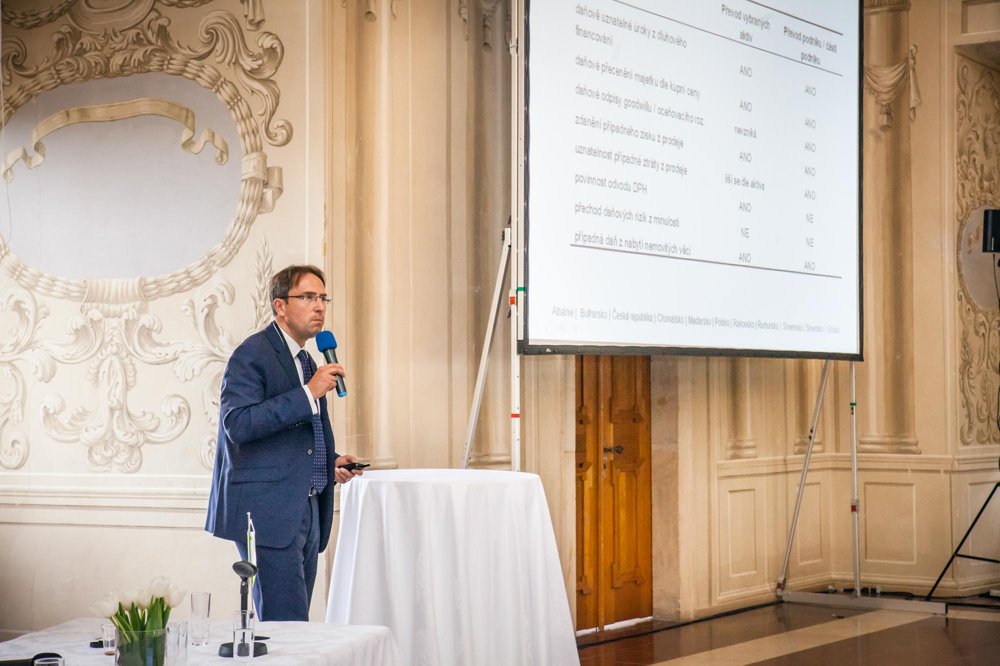 Převod vybraných
aktiv
Převod podniku / části
podniku
daňově uznatelné úroky z dluhového
financování
ANO
ANO
daňové přecenění majetku dle kupní ceny
ANO
ANO
daňové odpisy goodwillu / oceňovacího roz.
nevzniká
ANO
zdanění případného zisku z prodeje
ANO
ANO
uznatelnost případné ztráty z prodeje
liší se dle aktiva
ANO
povinnost odvodu DPH
ANO
NE
přechod daňových rizik z minulosti
NE
NE
případná daň z nabytí nemovitých věcí
ANO
ANO
Albánie | Bulharsko | Česká republika | Chorvatsko | Maďarsko | Polsko | Rakousko | Rumunsko | Slovensko | Slovinsko | Srbsko